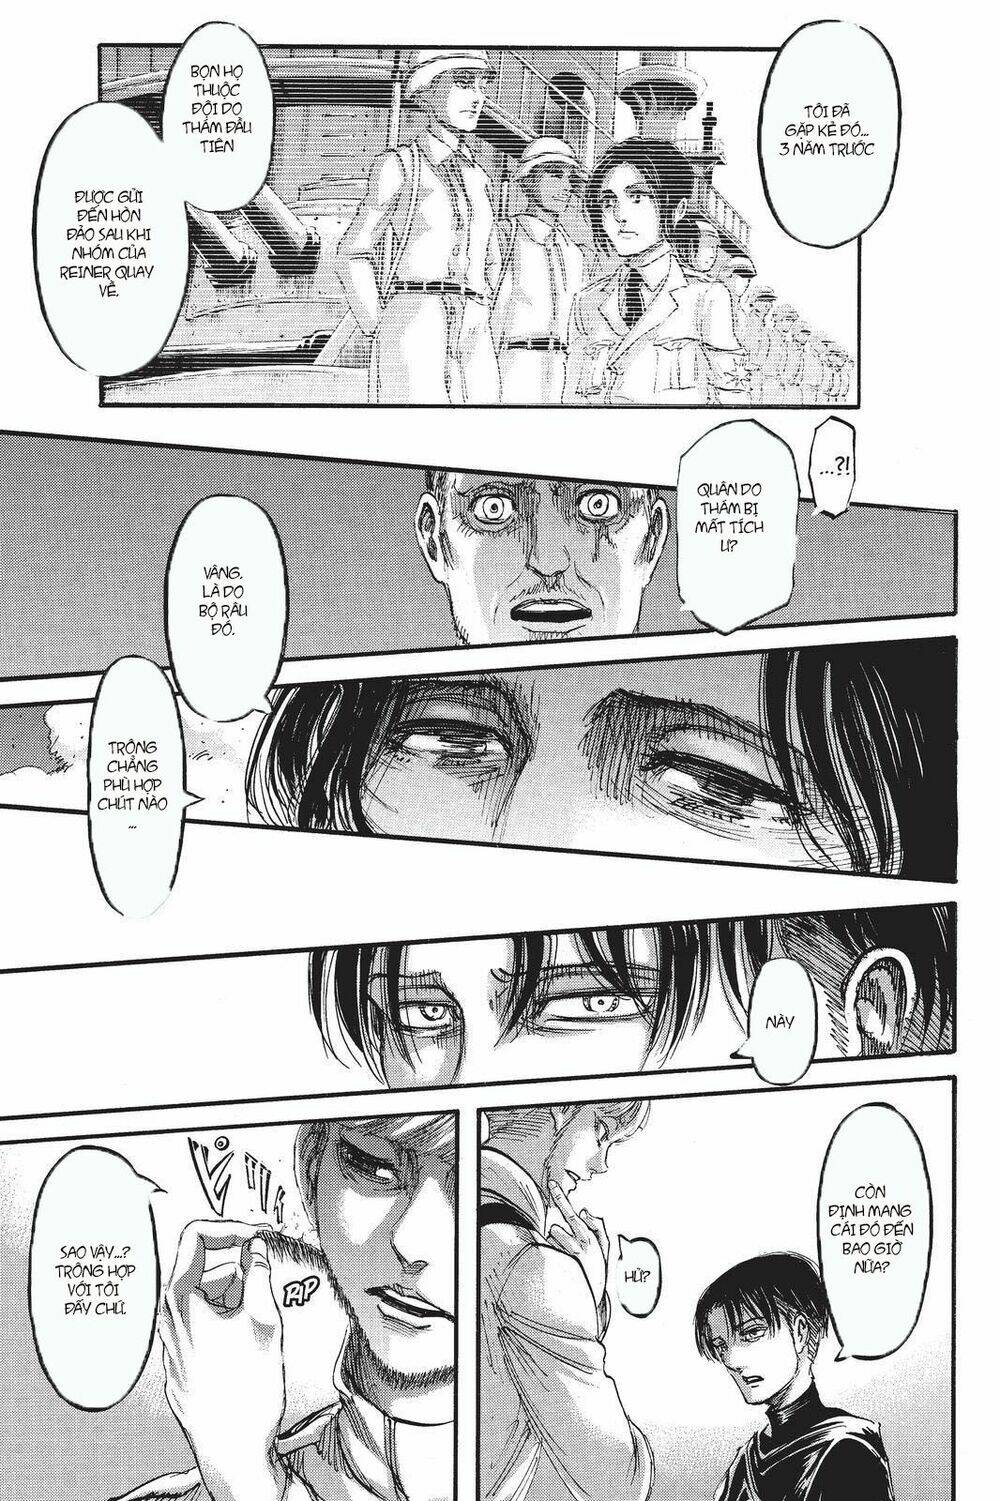 TÔI ĐÃ
GẶP KẺ ĐÓ...
3 NĂM TRƯỚC
BỌN HỌ
THUỘC
ĐỘI DO
THÁM ĐẦU
TIÊN
ĐƯỢC GỬI
ĐẾN HÒN
ĐẢO SAU KHI
NHÓM CỦA
REINER QUAY
VỀ.
...?!
QUÂN DO
THÁM BỊ
MẤT TÍCH
Ư?
VÂNG,
LÀ DO
BỘ RÂU
ĐÓ.
TRÔNG
CHẲNG
PHÙ HỢP
CHÚT NÀO
...
NÀY
CÒN
ĐỊNH MANG
CÁI ĐÓ ĐẾN
BAO GIỜ
NỮA?
HỬ?
RIP
SAO VẬY...?
TRÔNG HỢP
VỚI TÔI
ĐẤY CHỨ.